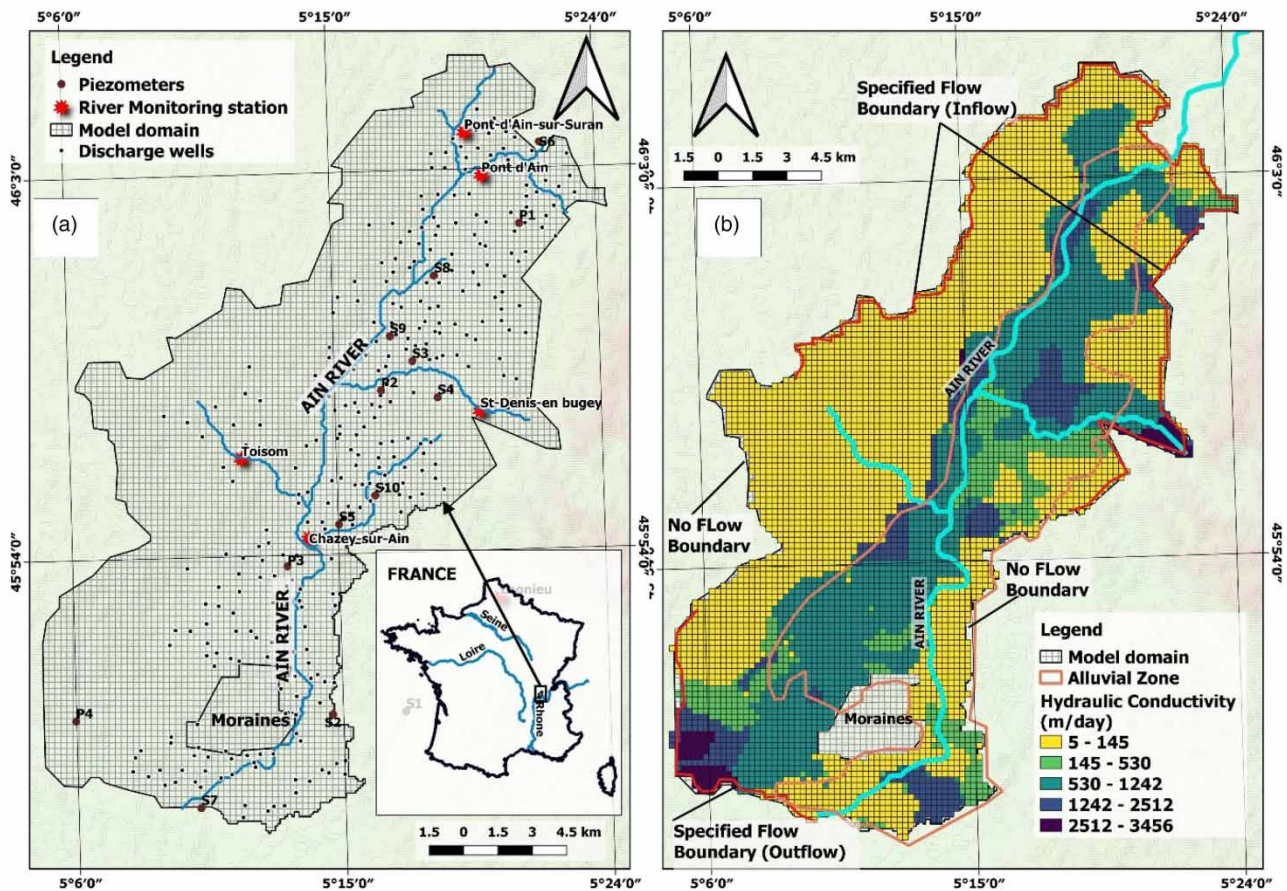 5°6′0″
5°15′0″
5°24′0″
Legend
Piezometers
River Monitoring station
Model domain
Discharge wells
(a)
46°3′0″
Pont-d'Ain-sur-Suran
S6
Pont d'Ain
P1
S8
S9
S3
P2
S4
AIN RIVER
St-Denis-en bugey
Toisom
S10
S5
Chazey-sur-Ain
45°54′0″
P3
AIN RIVER
Moraines
P4
S2
S7
FRANCE
Seine
Loire
Rhone
S1
1.5 0 1.5 3 4.5 km
5°6′0″
5°15′0″
5°24′0″
5°6′0″
5°15′0″
5°24′0″
1.5 0 1.5 3 4.5 km
Specified Flow
Boundary (Inflow)
46°3′0″
46°3′0″
(b)
AIN RIVER
No FLow
Boundary
45°54′0″
45°54′0″
No FLow
Boundary
AIN RIVER
Moraines
Specified Flow
Boundary (Outflow)
Legend
Model domain
Alluvial Zone
Hydraulic Conductivity
(m/day)
5 - 145
145 - 530
530 - 1242
1242 - 2512
2512 - 3456
5°6′0″
5°15′0″
5°24′0″